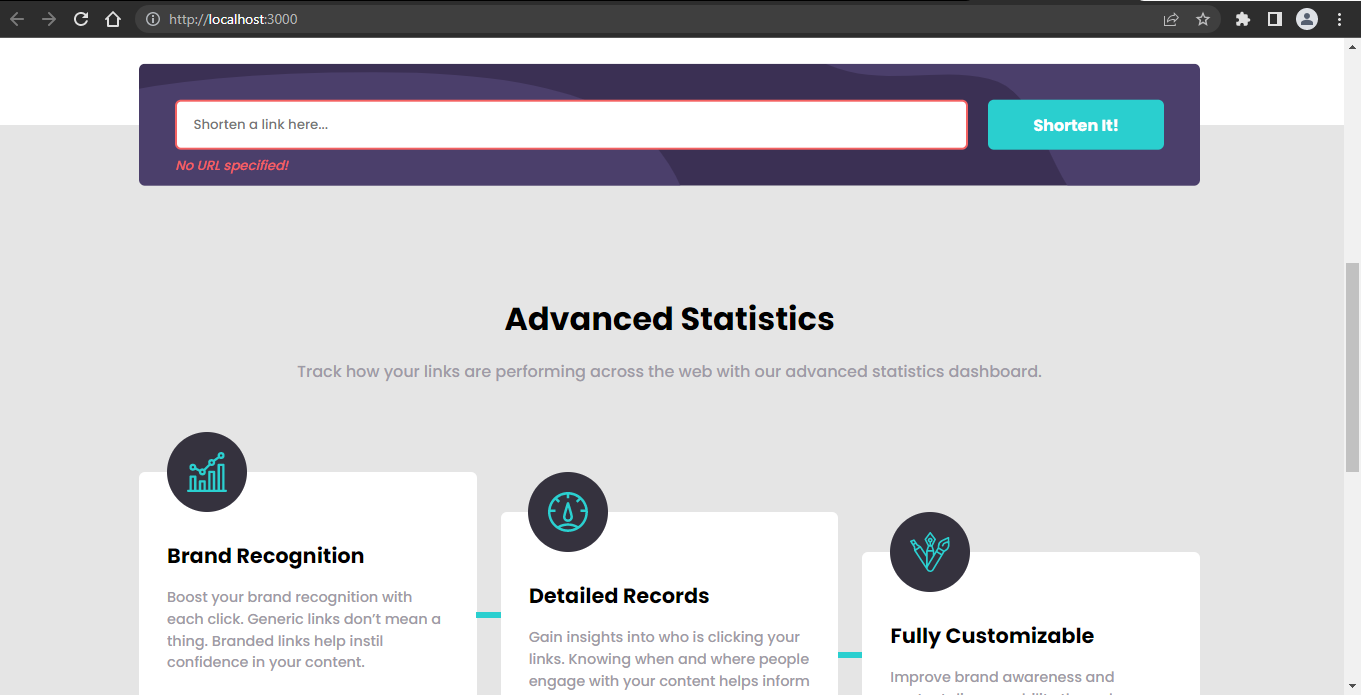 http://localhost:3000
Shorten a link here...
Shorten It!
No URL specified!
Advanced Statistics
Track how your links are performing across the web with our advanced statistics dashboard.
Brand Recognition
Boost your brand recognition with
each click. Generic links don’t mean a
thing. Branded links help instil
confidence in your content.
Detailed Records
Gain insights into who is clicking your
links. Knowing when and where people
engage with your content helps inform
Fully Customizable
Improve brand awareness and